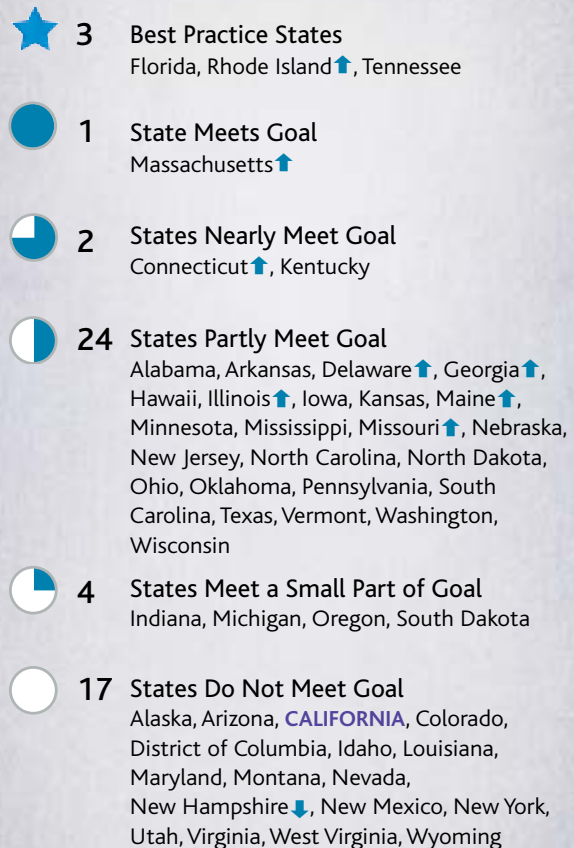 3 Best Practice States
Florida, Rhode Island⬆, Tennessee
1 State Meets Goal
Massachusetts⬆
2 States Nearly Meet Goal
Connecticut⬆, Kentucky
24 States Partly Meet Goal
Alabama, Arkansas, Delaware⬆, Georgia⬆,
Hawaii, Illinois⬆, Iowa, Kansas, Maine⬆,
Minnesota, Mississippi, Missouri⬆, Nebraska,
New Jersey, North Carolina, North Dakota,
Ohio, Oklahoma, Pennsylvania, South
Carolina, Texas, Vermont, Washington,
Wisconsin
4 States Meet a Small Part of Goal
Indiana, Michigan, Oregon, South Dakota
17 States Do Not Meet Goal
Alaska, Arizona, CALIFORNIA, Colorado,
District of Columbia, Idaho, Louisiana,
Maryland, Montana, Nevada,
New Hampshire⬇, New Mexico, New York,
Utah, Virginia, West Virginia, Wyoming